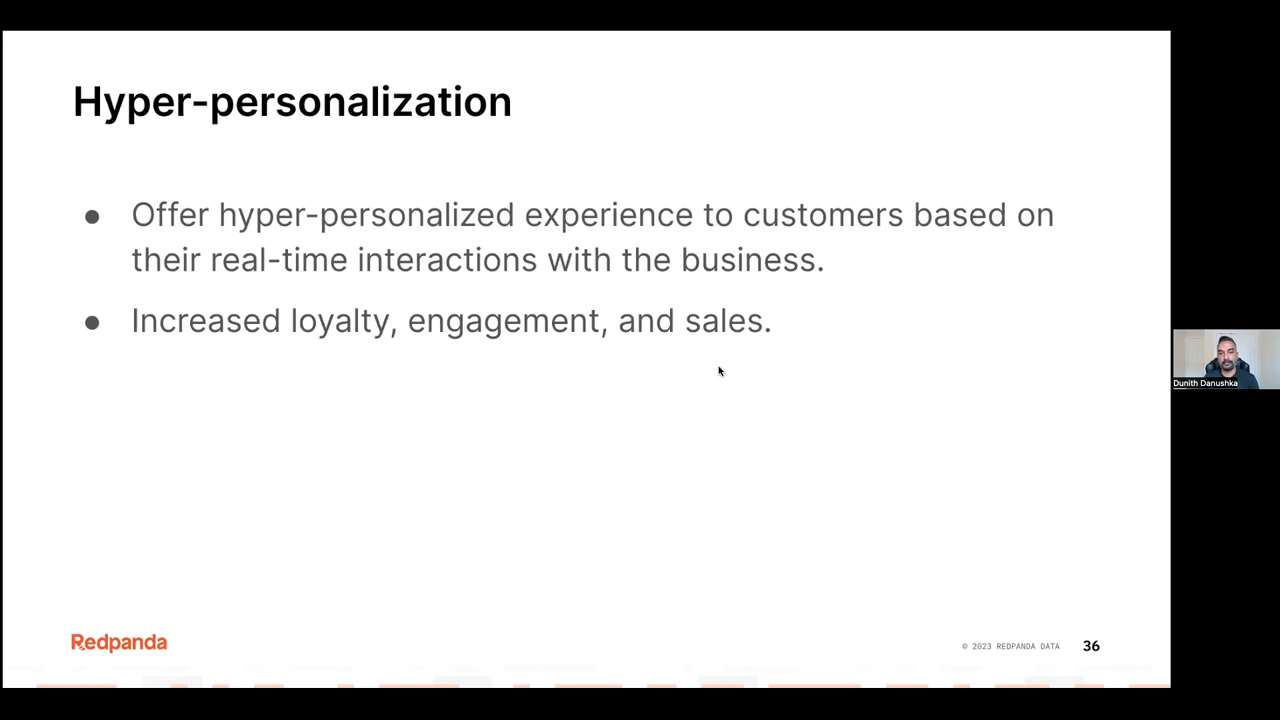 Hyper-personalization
● Offer hyper-personalized experience to customers based on
their real-time interactions with the business.
● Increased loyalty, engagement, and sales.
Dunith Danushka
Redpanda
© 2023 REDPANDA DATA 36